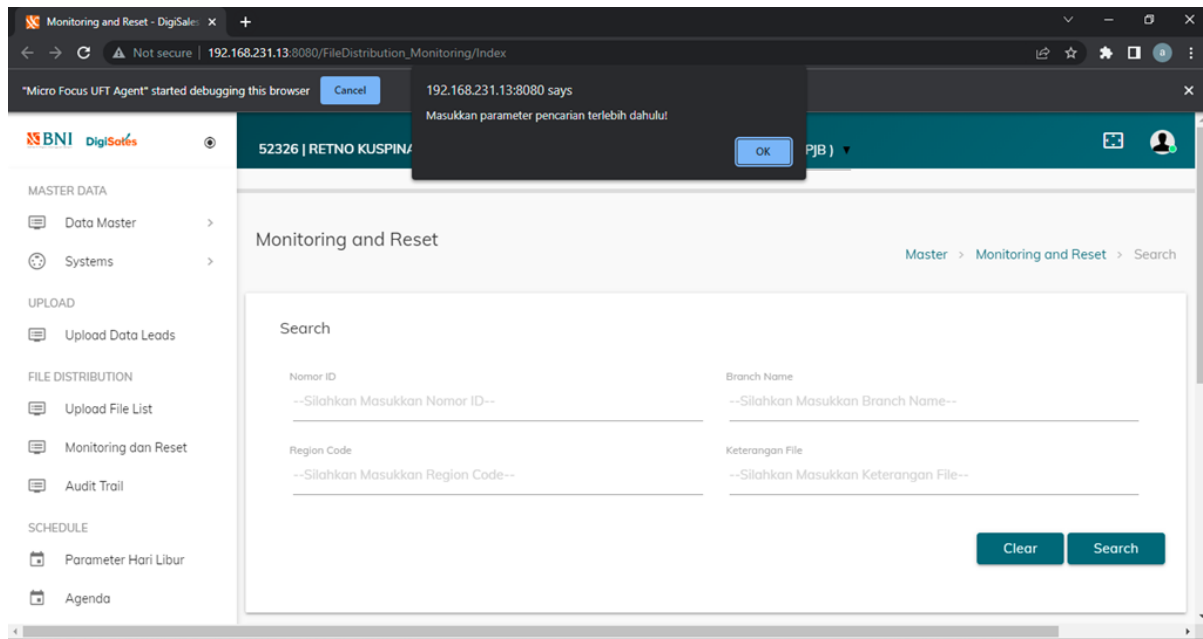 Monitoring and Reset - DigiSales
Not secure | 192.168.231.13:8080/FileDistribution_Monitoring/Index
a
"Micro Focus UFT Agent" started debugging this browser Cancel
192.168.231.13:8080 says
Masukkan parameter pencarian terlebih dahulu!
OK
BNI DigiSales
52326 | RETNO KUSPINA
PJB )
MASTER DATA
Data Master
Systems
UPLOAD
Upload Data Leads
FILE DISTRIBUTION
Upload File List
Monitoring dan Reset
Audit Trail
SCHEDULE
Parameter Hari Libur
Agenda
Monitoring and Reset
Master > Monitoring and Reset > Search
Search
Nomor ID
--Silahkan Masukkan Nomor ID--
Branch Name
--Silahkan Masukkan Branch Name--
Region Code
--Silahkan Masukkan Region Code--
Keterangan File
--Silahkan Masukkan Keterangan File--
Clear Search